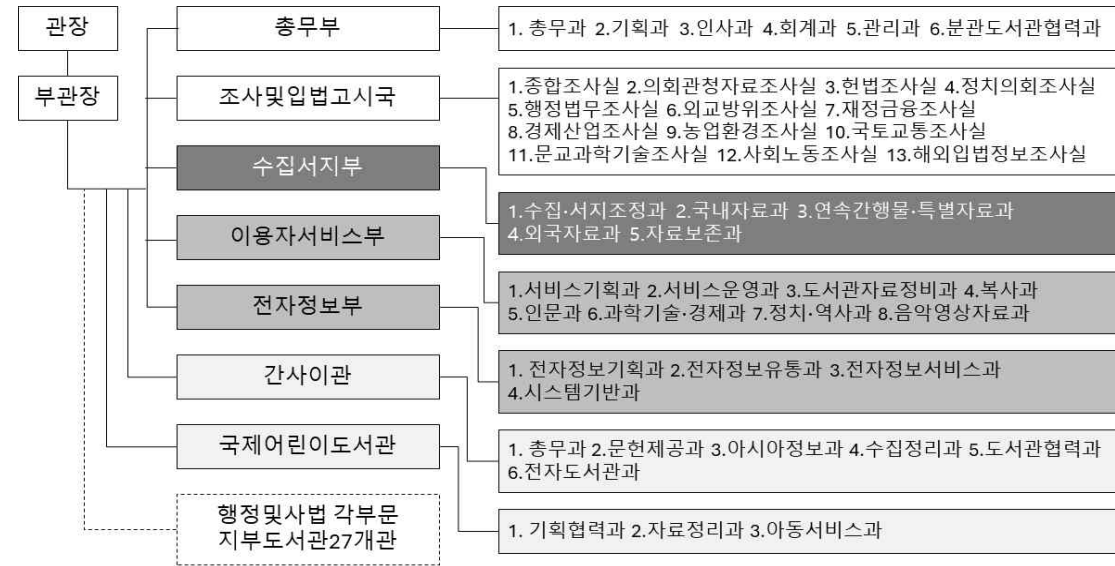 관장
부관장
총무부
1. 총무과 2.기획과 3.인사과 4.회계과 5.관리과 6.분관도서관협력과
조사및입법고시국
1.종합조사실 2.의회관청자료조사실 3.헌법조사실 4.정치의회조사실
5.행정법무조사실 6.외교방위조사실 7.재정금융조사실
8.경제산업조사실 9.농업환경조사실 10.국토교통조사실
11.문교과학기술조사실 12.사회노동조사실 13.해외입법정보조사실
수집서지부
1.수집·서지조정과 2.국내자료과 3.연속간행물·특별자료과
4.외국자료과 5.자료보존과
이용자서비스부
1.서비스기획과 2.서비스운영과 3.도서관자료정비과 4.복사과
5.인문과 6.과학기술·경제과 7.정치·역사과 8.음악영상자료과
전자정보부
1. 전자정보기획과 2.전자정보유통과 3.전자정보서비스과
4.시스템기반과
간사이관
1. 총무과 2.문헌제공과 3.아시아정보과 4.수집정리과 5.도서관협력과
6.전자도서관과
국제어린이도서관
1. 기획협력과 2.자료정리과 3.아동서비스과
행정및사법 각부문
지부도서관27개관